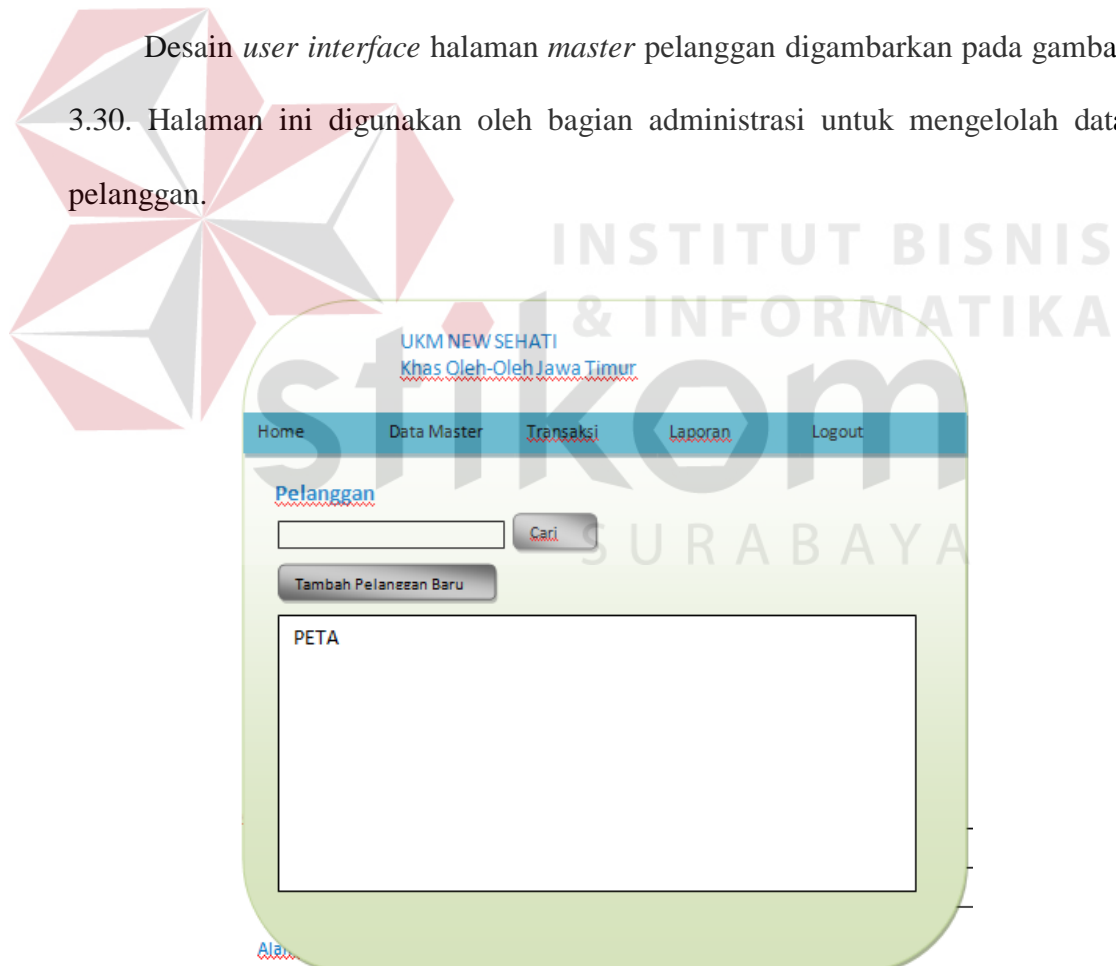 Desain user interface halaman master pelanggan digambarkan pada gamba
3.30. Halaman ini digunakan oleh bagian administrasi untuk mengelolah data
pelanggan.
INSTITUT BISNIS
& INFORMATIKA
stikom
SURABAYA
UKM NEW SEHATI
Khas Oleh-Oleh Jawa Timur
Home Data Master Transaksi Laporan Logout
Pelanggan
Cari
Tambah Pelanggan Baru
PETA